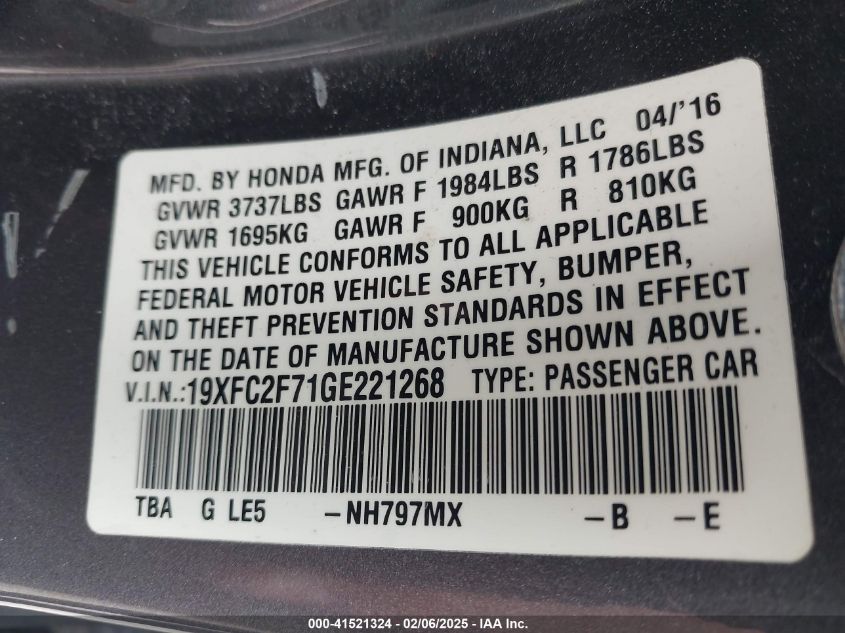 MFD. BY HONDA MFG. OF INDIANA, LLC 04/'16
GVWR 3737LBS GAWR F 1984LBS R 1786LBS
GVWR 1695KG GAWR F 900KG R 810KG
THIS VEHICLE CONFORMS TO ALL APPLICABLE
FEDERAL MOTOR VEHICLE SAFETY, BUMPER,
AND THEFT PREVENTION STANDARDS IN EFFECT
ON THE DATE OF MANUFACTURE SHOWN ABOVE.
V.I.N.:19XFC2F71GE221268 TYPE: PASSENGER CAR
TBA G LE5 -NH797MX -B -E
000-41521324 - 02/06/2025 - IAA Inc.